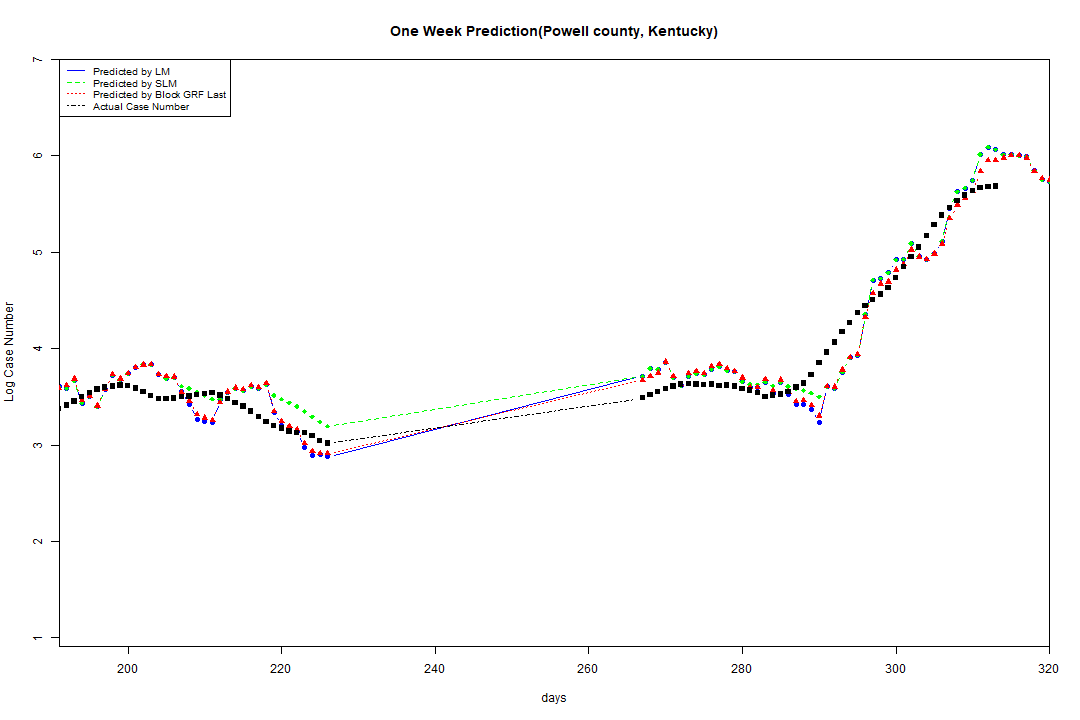 One Week Prediction(Powell county, Kentucky)
Predicted by LM
Predicted by SLM
Predicted by Block GRF Last
Actual Case Number
Log Case Number
7
6
5
4
3
2
1
200 220 240 260 280 300 320
days